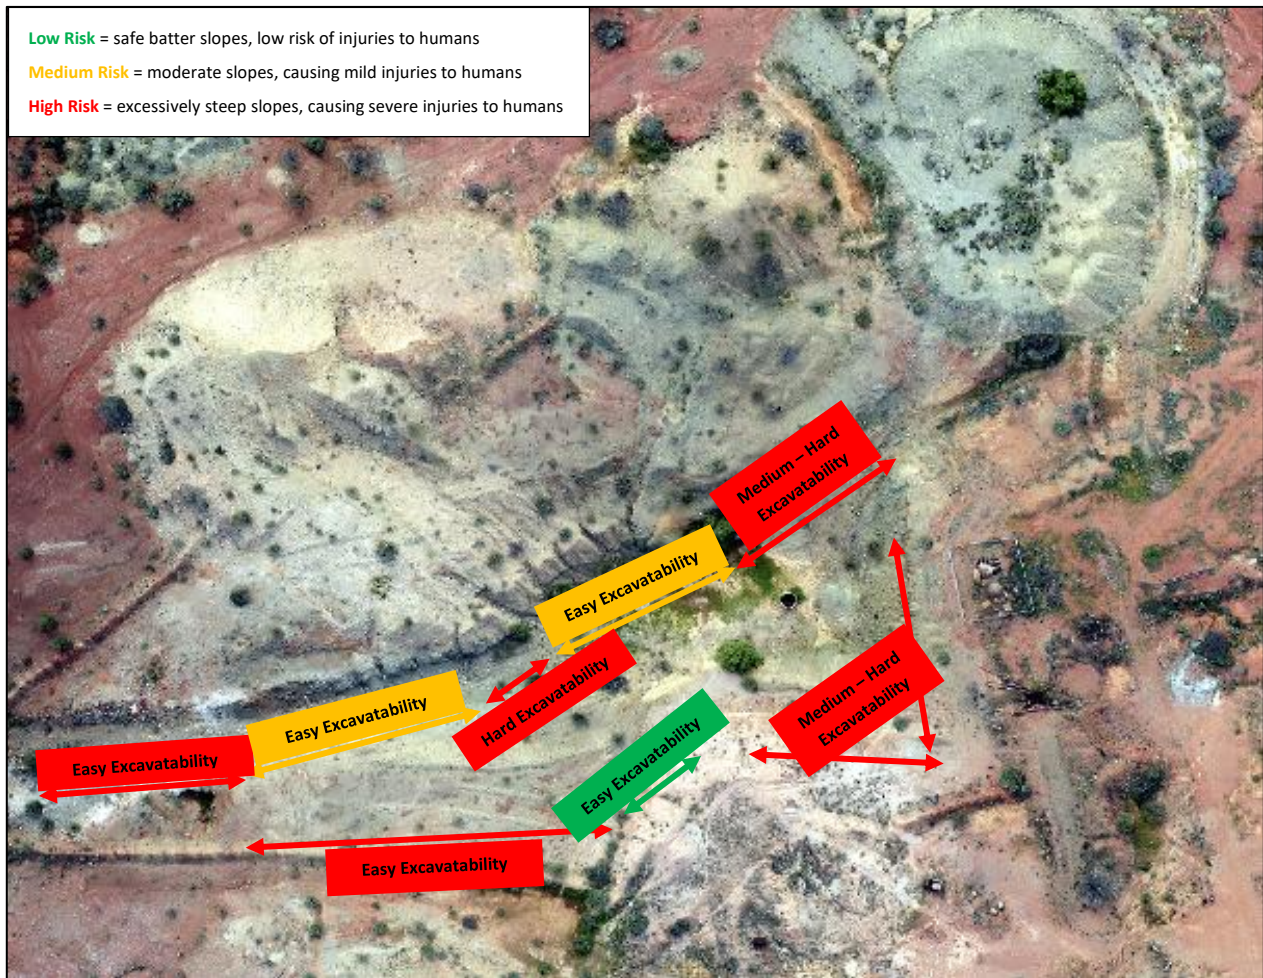 Low Risk = safe batter slopes, low risk of injuries to humans
Medium Risk = moderate slopes, causing mild injuries to humans
High Risk = excessively steep slopes, causing severe injuries to humans
Medium – Hard
Excavatability
Easy Excavatability
Hard Excavatability
Medium – Hard
Excavatability
Easy Excavatability
Easy Excavatability
Easy Excavatability
Easy Excavatability